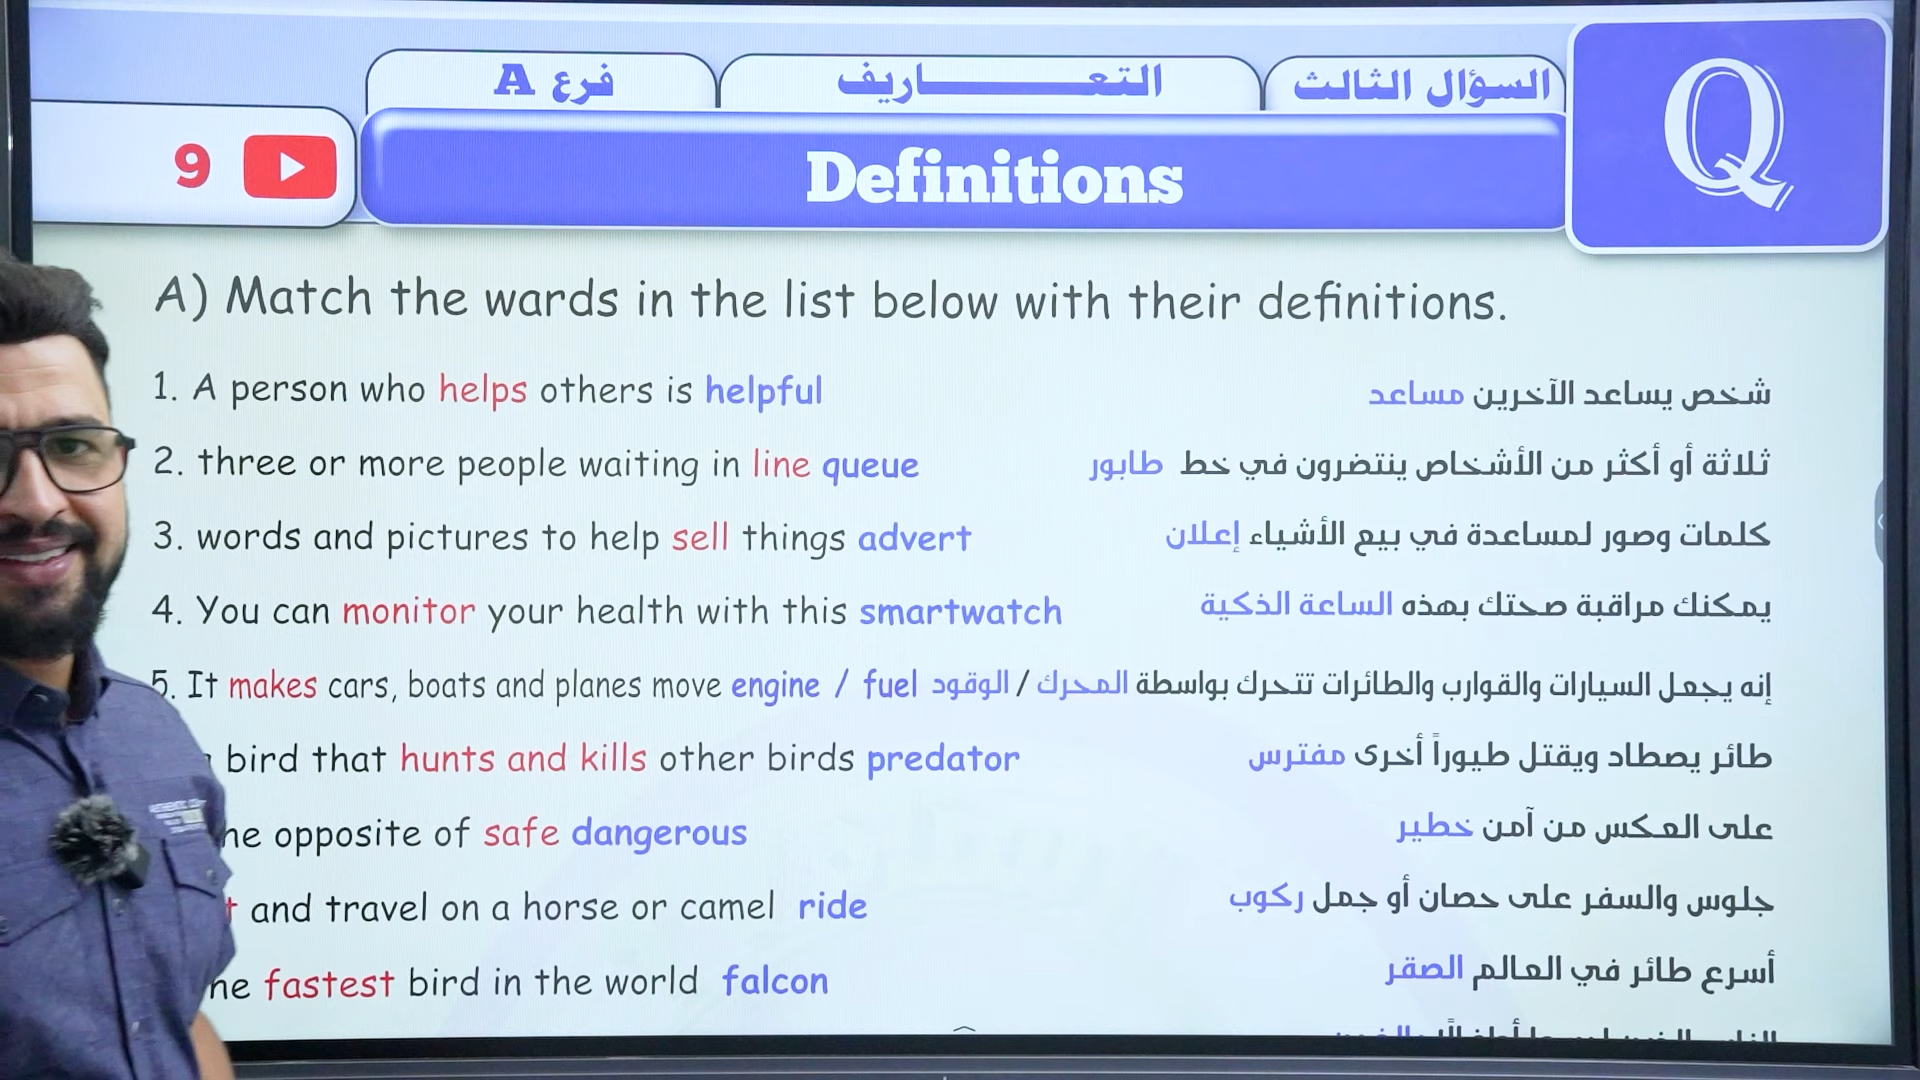 فرع A
التعـــــــــاريف
السؤال الثالث
Q
9
Definitions
A) Match the wards in the list below with their definitions.
1. A person who helps others is helpful
شخص يساعد الآخرين مساعد
2. three or more people waiting in line queue
ثلاثة أو أكثر من الأشخاص ينتضرون في خط طابور
3. words and pictures to help sell things advert
كلمات وصور لمساعدة في بيع الأشياء إعلان
4. You can monitor your health with this smartwatch
يمكنك مراقبة صحتك بهذه الساعة الذكية
5. It makes cars, boats and planes move engine / fuel
إنه يجعل السيارات والقوارب والطائرات تتحرك بواسطة المحرك / الوقود
bird that hunts and kills other birds predator
طائر يصطاد ويقتل طيوراً أخرى مفترس
opposite of safe dangerous
على العكس من آمن خطير
and travel on a horse or camel ride
جلوس والسفر على حصان أو جمل ركوب
fastest bird in the world falcon
أسرع طائر في العالم الصقر